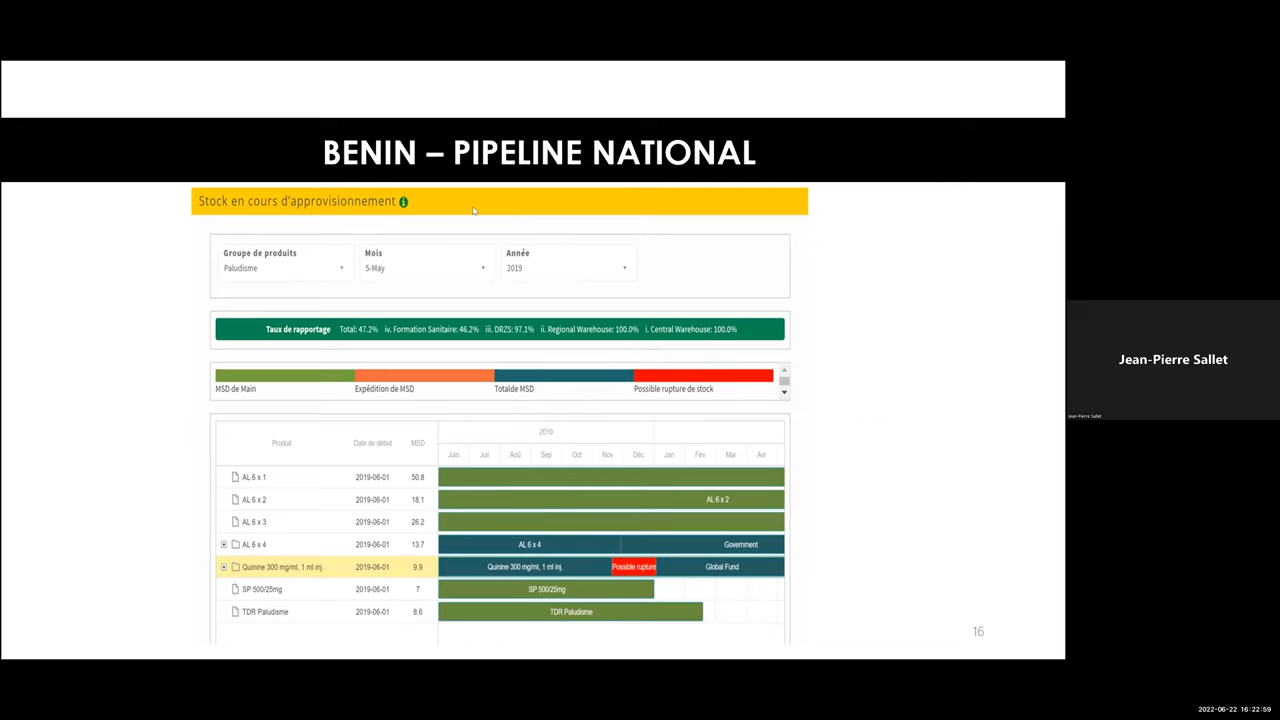 BENIN – PIPELINE NATIONAL
Stock en cours d'approvisionnement i
Groupe de produits Mois Année
Paludisme 5-May 2019
Taux de rapportage Total: 47.2% iv. Formation Sanitaire: 46.2% iii. DRZS: 97.1% ii. Regional Warehouse: 100.0% i. Central Warehouse: 100.0%
MSD de Main Expédition de MSD Totalde MSD Possible rupture de stock
2019
Produit Date de début MSD
Juin Juil Aoû Sep Oct Nov Déc Jan Fév Mar Avr
AL 6 x 1 2019-06-01 50.8
AL 6 x 2 2019-06-01 18.1 AL 6 x 2
AL 6 x 3 2019-06-01 26.2
AL 6 x 4 2019-06-01 13.7 AL 6 x 4 Government
Quinine 300 mg/ml, 1 ml inj. 2019-06-01 9.9 Quinine 300 mg/ml, 1 ml inj. Possible rupture Global Fund
SP 500/25mg 2019-06-01 7 SP 500/25mg
TDR Paludisme 2019-06-01 8.6 TDR Paludisme
16
Jean-Pierre Sallet
Jean-Pierre Sallet
2022-06-22 16:22:59